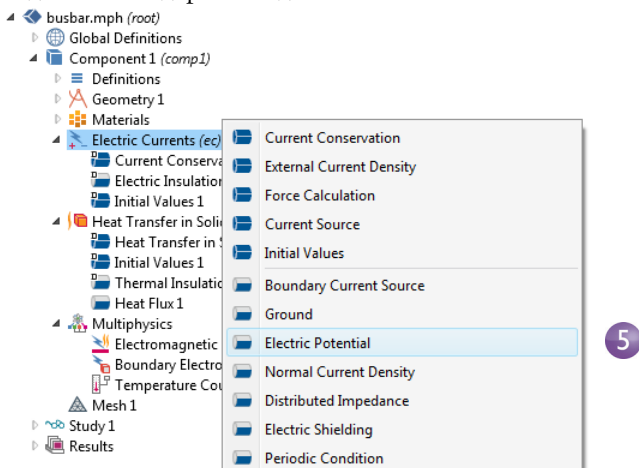 busbar.mph (root)
Global Definitions
Component 1 (comp1)
Definitions
Geometry 1
Materials
Electric Currents (ec)
Current Conserva
Electric Insulation
Initial Values 1
Heat Transfer in Solid
Heat Transfer in S
Initial Values 1
Thermal Insulatio
Heat Flux 1
Multiphysics
Electromagnetic
Boundary Electro
Temperature Cou
Mesh 1
Study 1
Results
Current Conservation
External Current Density
Force Calculation
Current Source
Initial Values
Boundary Current Source
Ground
Electric Potential
Normal Current Density
Distributed Impedance
Electric Shielding
Periodic Condition
5